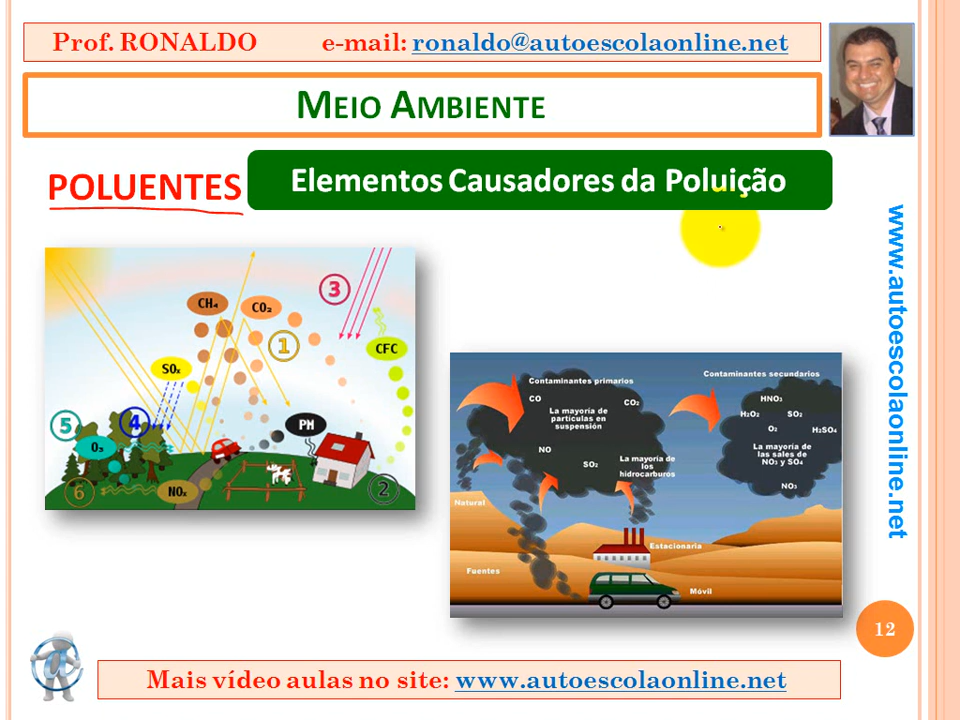 Prof. RONALDO e-mail: ronaldo@autoescolaonline.net
MEIO AMBIENTE
POLUENTES
Elementos Causadores da Poluição
www.autoescolaonline.net
CH₄
CO₂
3
1
CFC
SOₓ
5
4
PM
O₃
6
NOₓ
2
Contaminantes primarios
CO
CO₂
La mayoría de
partículas en
suspensión
NO
SO₂
La mayoría de
los
hidrocarburos
Natural
Estacionaria
Fuentes
Móvil
Contaminantes secundarios
HNO₃
H₂O₂
SO₂
O₂
H₂SO₄
La mayoría de
las sales de
NO₃ y SO₄
NO₃
12
@
Mais vídeo aulas no site: www.autoescolaonline.net